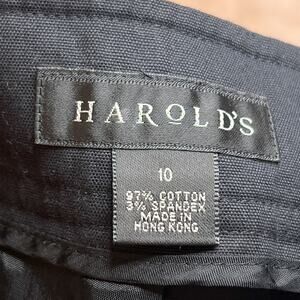 HAROLD'S
10
97% COTTON
3% SPANDEX
MADE IN
HONG KONG